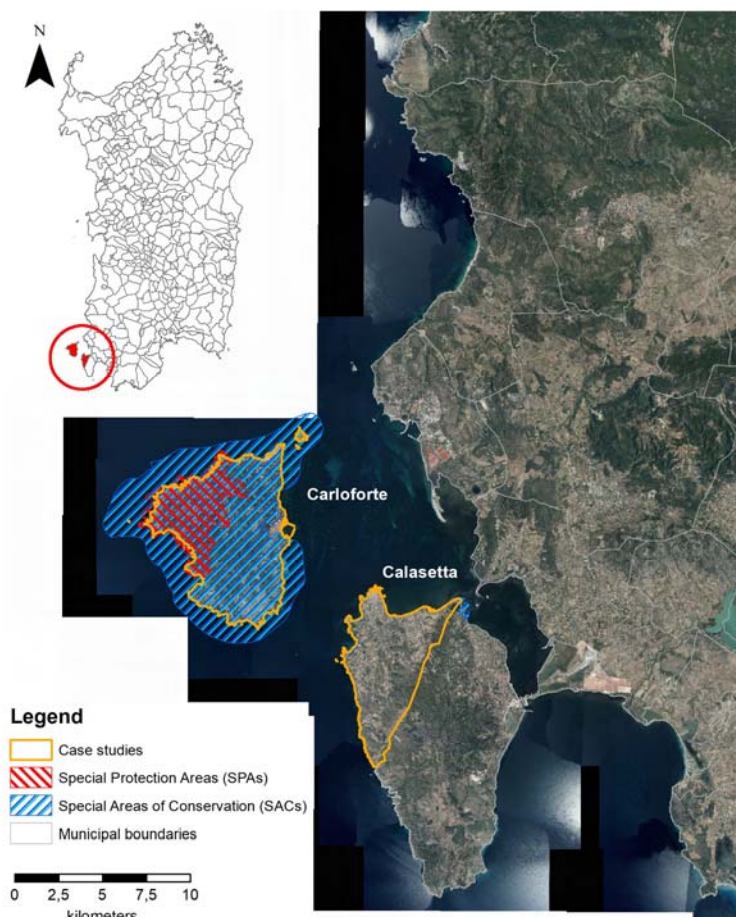 N
Carloforte
Calasetta
Legend
Case studies
Special Protection Areas (SPAs)
Special Areas of Conservation (SACs)
Municipal boundaries
0 2,5 5 7,5 10
kilometers